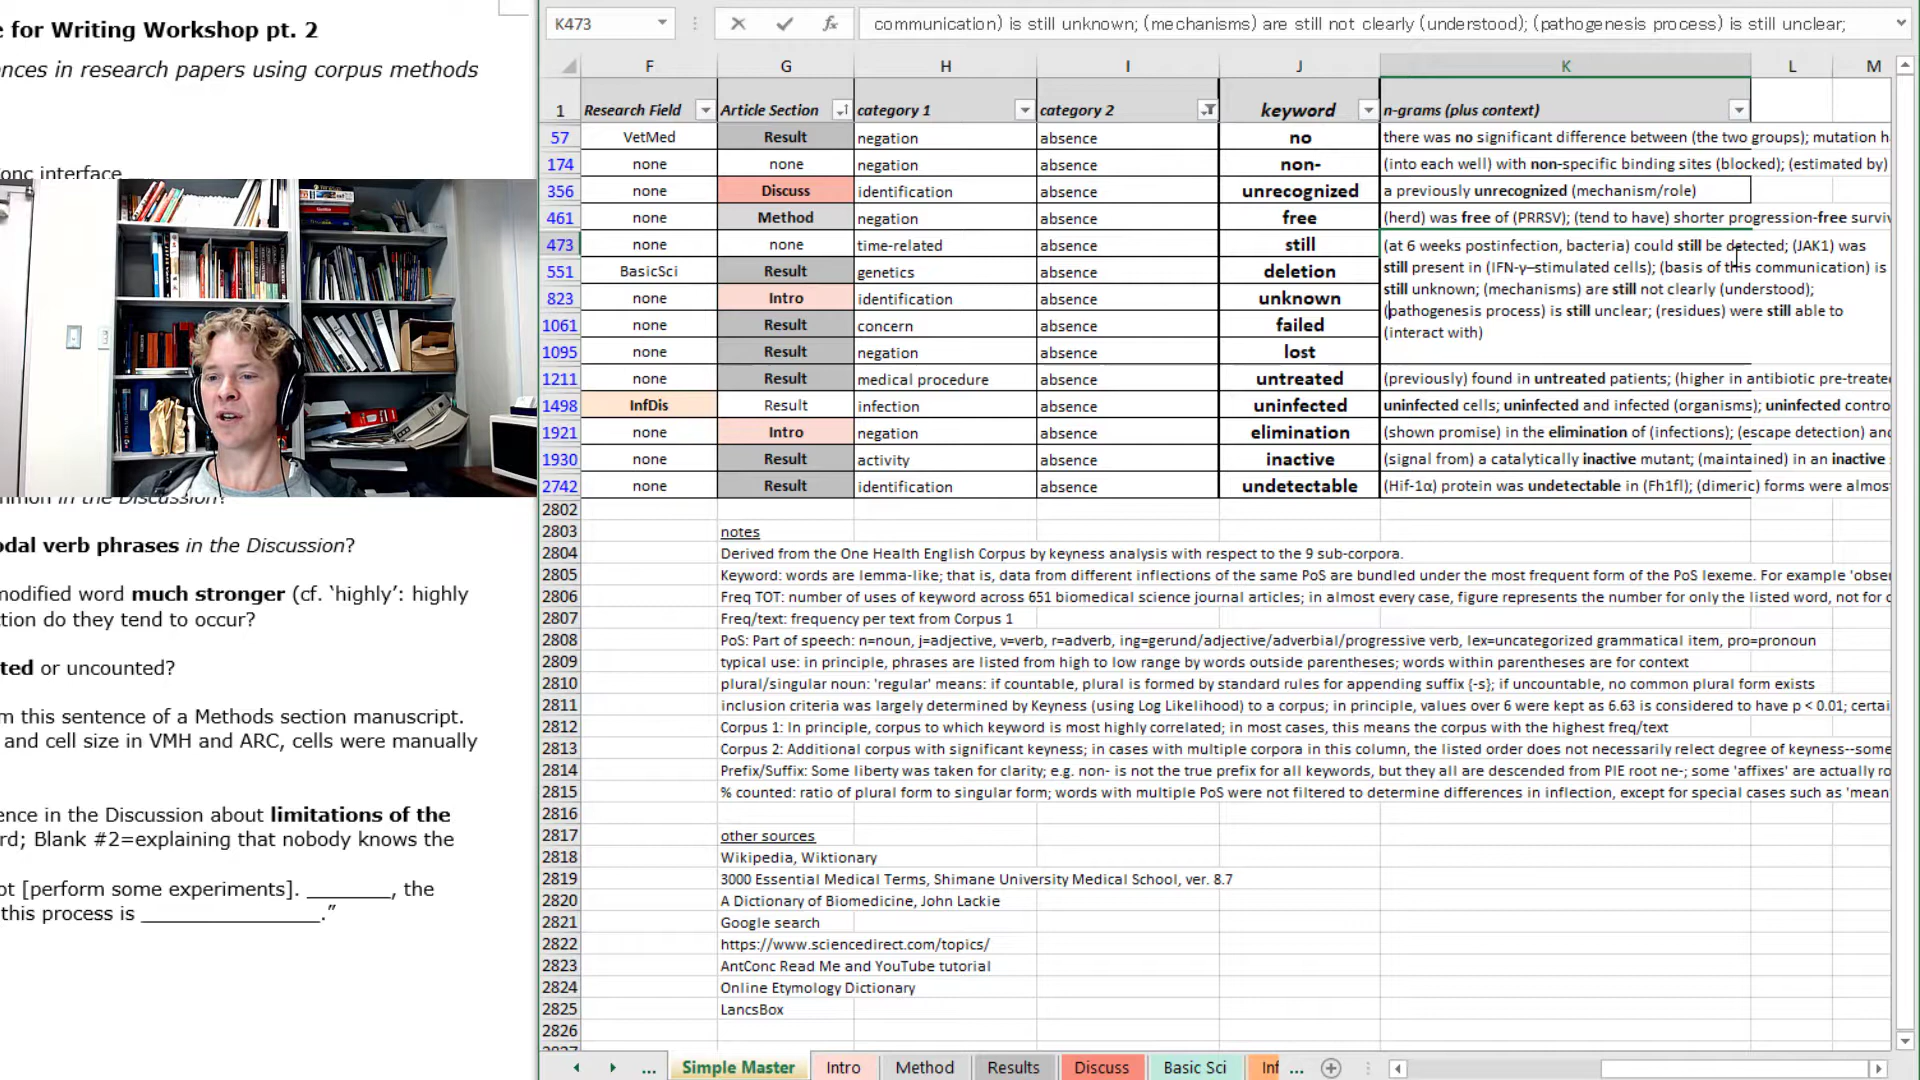 e for Writing Workshop pt. 2
nces in research papers using corpus methods
onc interface
mmon in the Discussion?
odal verb phrases in the Discussion?
modified word much stronger (cf. ‘highly’: highly
ction do they tend to occur?
ted or uncounted?
m this sentence of a Methods section manuscript.
and cell size in VMH and ARC, cells were manually
ence in the Discussion about limitations of the
rd; Blank #2=explaining that nobody knows the
ot [perform some experiments]. _______, the
this process is ________________.”
K473 fx communication) is still unknown; (mechanisms) are still not clearly (understood); (pathogenesis process) is still unclear;
F G H I J K L M
1 Research Field Article Section category 1 category 2 keyword n-grams (plus context)
57 VetMed Result negation absence no there was no significant difference between (the two groups); mutation h
174 none none negation absence non- (into each well) with non-specific binding sites (blocked); (estimated by)
356 none Discuss identification absence unrecognized a previously unrecognized (mechanism/role)
461 none Method negation absence free (herd) was free of (PRRSV); (tend to have) shorter progression-free surviv
473 none none time-related absence still (at 6 weeks postinfection, bacteria) could still be detected; (JAK1) was
still present in (IFN-γ–stimulated cells); (basis of this communication) is
still unknown; (mechanisms) are still not clearly (understood);
(pathogenesis process) is still unclear; (residues) were still able to
(interact with)
551 BasicSci Result genetics absence deletion
823 none Intro identification absence unknown
1061 none Result concern absence failed
1095 none Result negation absence lost
1211 none Result medical procedure absence untreated (previously) found in untreated patients; (higher in antibiotic pre-treate
1498 InfDis Result infection absence uninfected uninfected cells; uninfected and infected (organisms); uninfected contro
1921 none Intro negation absence elimination (shown promise) in the elimination of (infections); (escape detection) and
1930 none Result activity absence inactive (signal from) a catalytically inactive mutant; (maintained) in an inactive
2742 none Result identification absence undetectable (Hif-1α) protein was undetectable in (Fh1fl); (dimeric) forms were almost
2802
2803 notes
2804 Derived from the One Health English Corpus by keyness analysis with respect to the 9 sub-corpora.
2805 Keyword: words are lemma-like; that is, data from different inflections of the same PoS are bundled under the most frequent form of the PoS lexeme. For example 'obser
2806 Freq TOT: number of uses of keyword across 651 biomedical science journal articles; in almost every case, figure represents the number for only the listed word, not for c
2807 Freq/text: frequency per text from Corpus 1
2808 PoS: Part of speech: n=noun, j=adjective, v=verb, r=adverb, ing=gerund/adjective/adverbial/progressive verb, lex=uncategorized grammatical item, pro=pronoun
2809 typical use: in principle, phrases are listed from high to low range by words outside parentheses; words within parentheses are for context
2810 plural/singular noun: 'regular' means: if countable, plural is formed by standard rules for appending suffix {-s}; if uncountable, no common plural form exists
2811 inclusion criteria was largely determined by Keyness (using Log Likelihood) to a corpus; in principle, values over 6 were kept as 6.63 is considered to have p < 0.01; certai
2812 Corpus 1: In principle, corpus to which keyword is most highly correlated; in most cases, this means the corpus with the highest freq/text
2813 Corpus 2: Additional corpus with significant keyness; in cases with multiple corpora in this column, the listed order does not necessarily relect degree of keyness--some
2814 Prefix/Suffix: Some liberty was taken for clarity; e.g. non- is not the true prefix for all keywords, but they all are descended from PIE root ne-; some 'affixes' are actually ro
2815 % counted: ratio of plural form to singular form; words with multiple PoS were not filtered to determine differences in inflection, except for special cases such as 'mean
2816
2817 other sources
2818 Wikipedia, Wiktionary
2819 3000 Essential Medical Terms, Shimane University Medical School, ver. 8.7
2820 A Dictionary of Biomedicine, John Lackie
2821 Google search
2822 https://www.sciencedirect.com/topics/
2823 AntConc Read Me and YouTube tutorial
2824 Online Etymology Dictionary
2825 LancsBox
2826
... Simple Master Intro Method Results Discuss Basic Sci Inf ...